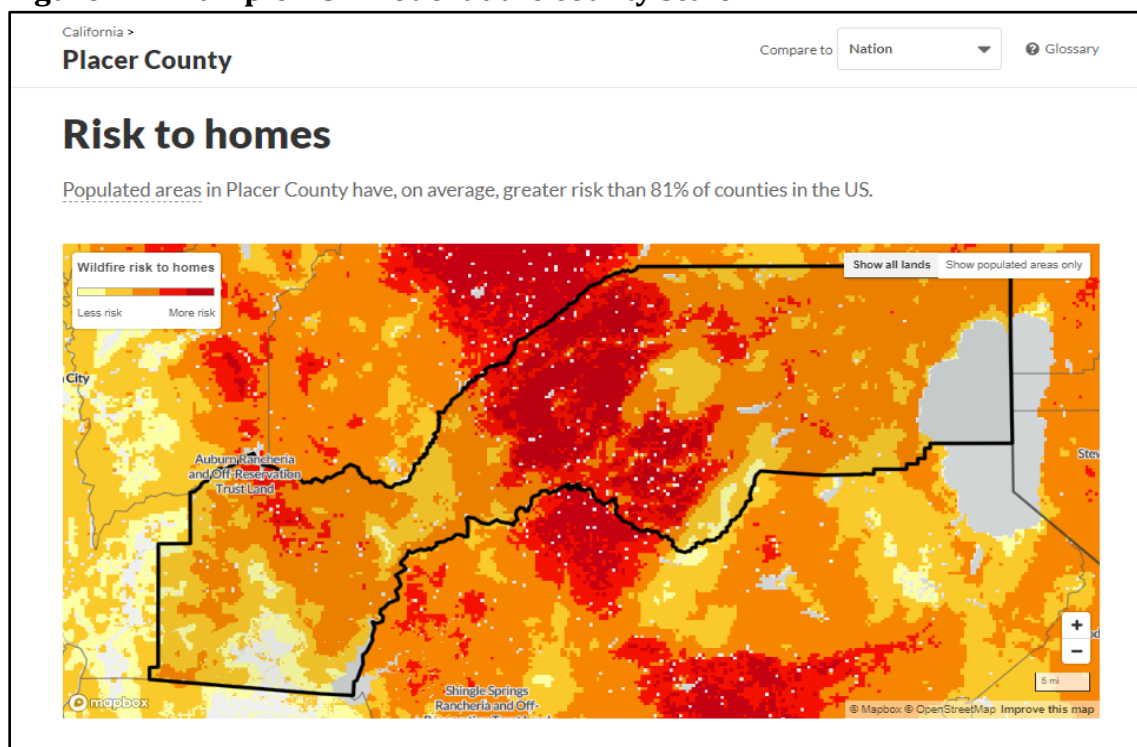 California >
Placer County
Compare to Nation Glossary
Risk to homes
Populated areas in Placer County have, on average, greater risk than 81% of counties in the US.
Wildfire risk to homes
Less risk More risk
Show all lands Show populated areas only
City
Auburn Rancheria
and Off-Reservation
Trust Land
Stew
+
−
5 mi
Shingle Springs
Rancheria and Off-
mapbox
© Mapbox © OpenStreetMap Improve this map